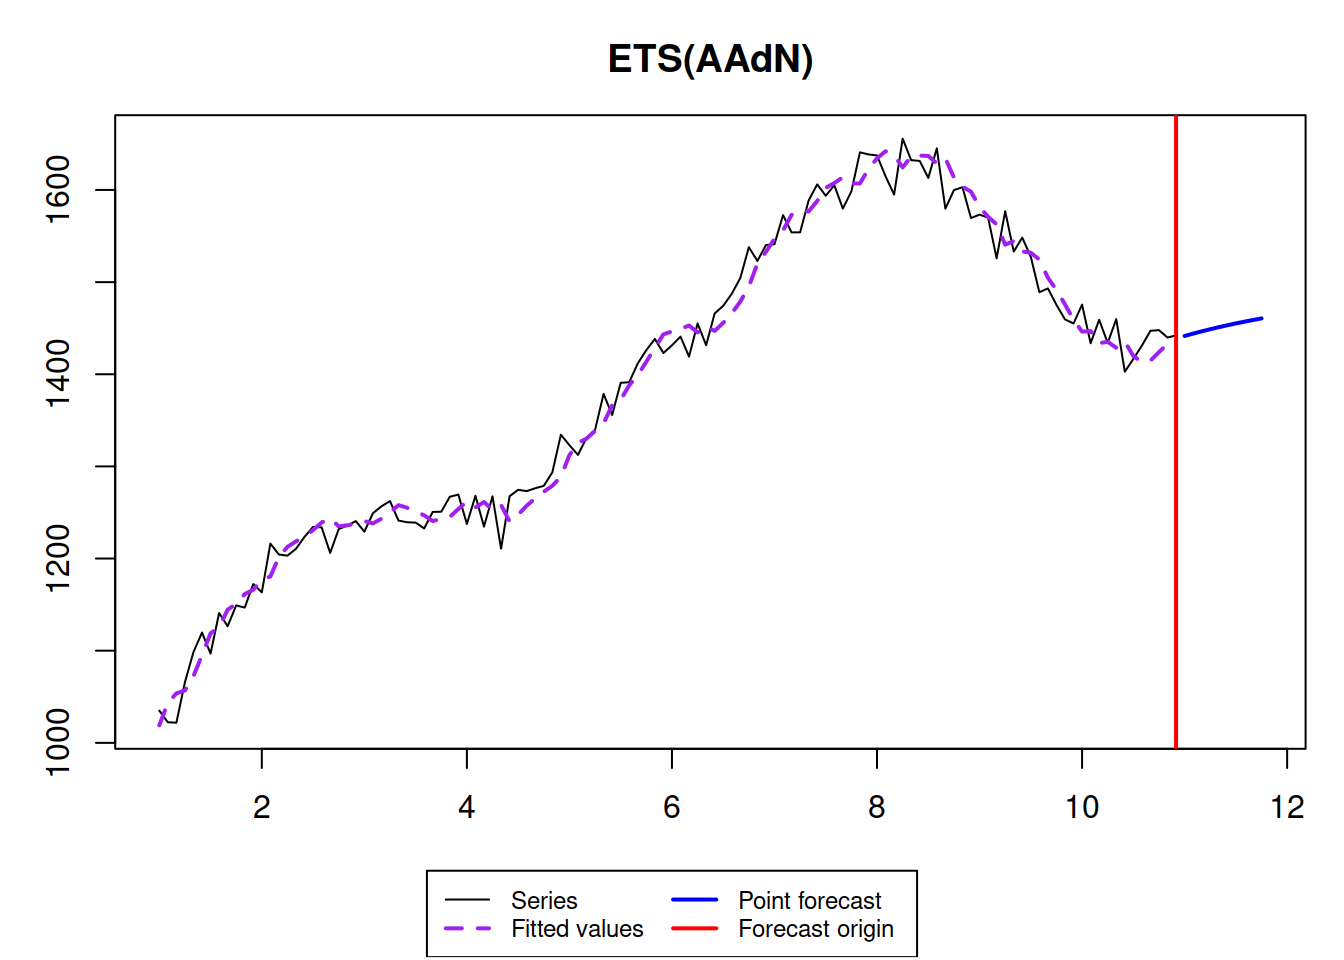 ETS(AAdN)
1600
1400
1200
1000
2 4 6 8 10 12
Series Point forecast
Fitted values Forecast origin